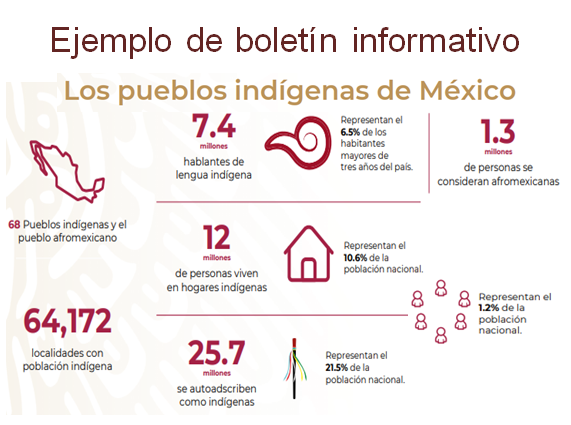 Ejemplo de boletín informativo
Los pueblos indígenas de México
68 Pueblos indígenas y el
pueblo afromexicano
64,172
localidades con
población indígena
7.4
millones
hablantes de
lengua indígena
Representan el
6.5% de los
habitantes
mayores de
tres años del país.
1.3
millones
de personas se
consideran afromexicanas
12
millones
de personas viven
en hogares indígenas
Representan el
10.6% de la
población nacional.
Representan el
1.2% de la
población
nacional.
25.7
millones
se autoadscriben
como indígenas
Representan el
21.5% de la
población nacional.